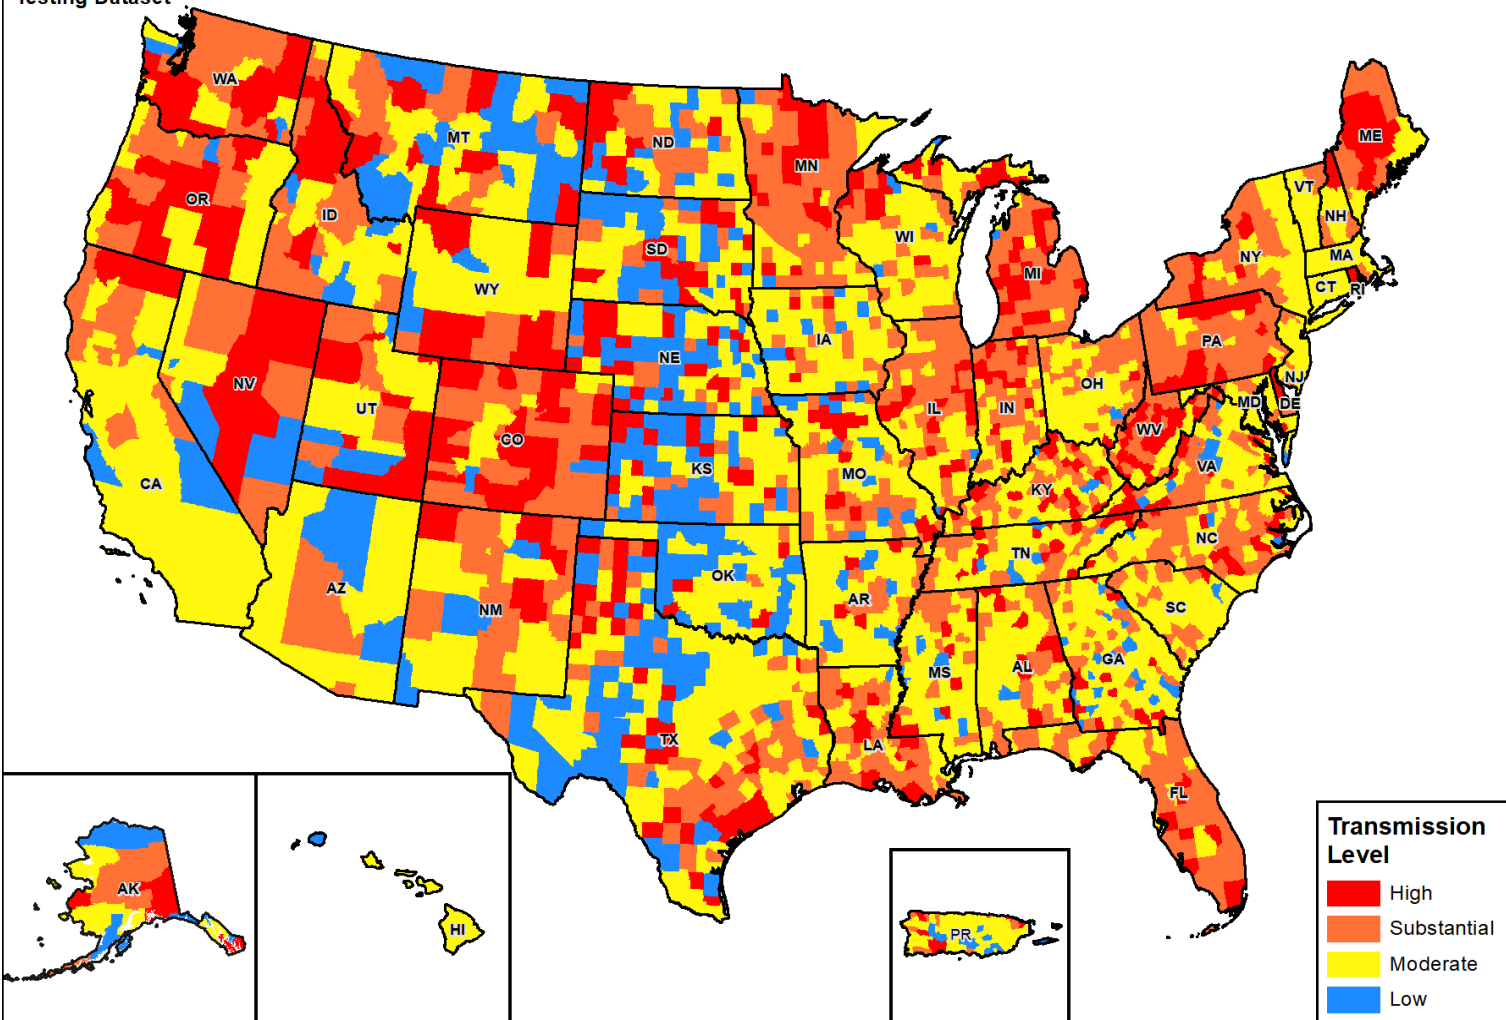 Testing Dataset
WA
MT
ND
MN
ME
OR
ID
SD
WI
MI
VT
NH
NY
MA
CT
RI
WY
NE
IA
PA
NJ
NV
UT
CO
IL
IN
OH
MD
DE
WV
VA
CA
KS
MO
KY
AZ
NM
OK
AR
TN
NC
SC
MS
AL
GA
TX
LA
FL
AK
HI
PR
Transmission
Level
High
Substantial
Moderate
Low